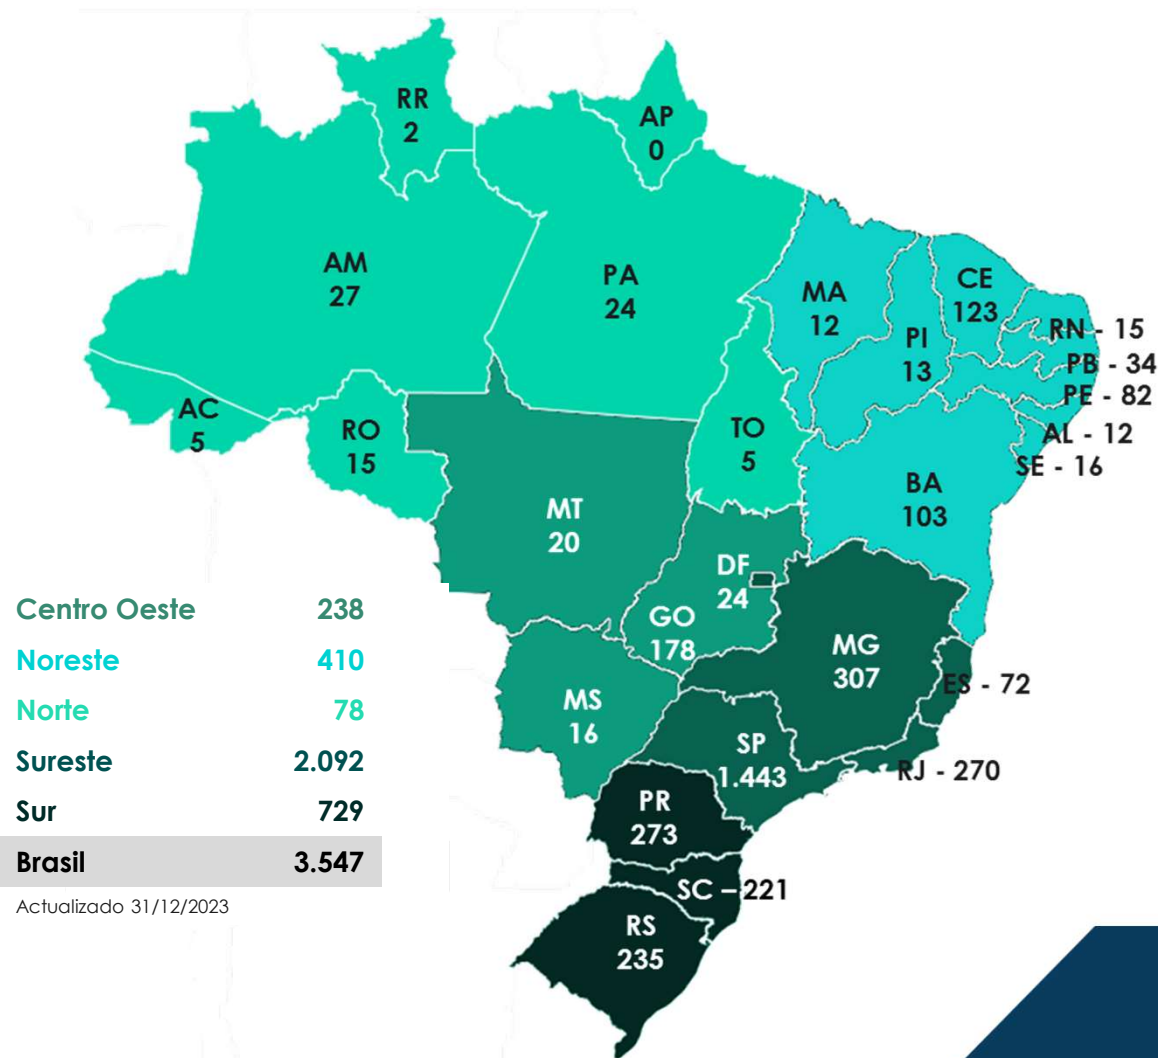 RR
2
AP
0
AM
27
PA
24
MA
12
CE
123
PI
13
RN - 15
PB - 34
PE - 82
AL - 12
SE - 16
AC
5
RO
15
TO
5
BA
103
MT
20
DF
24
GO
178
MG
307
ES - 72
MS
16
SP
1.443
RJ - 270
PR
273
SC – 221
RS
235
Centro Oeste 238
Noreste 410
Norte 78
Sureste 2.092
Sur 729
Brasil 3.547
Actualizado 31/12/2023